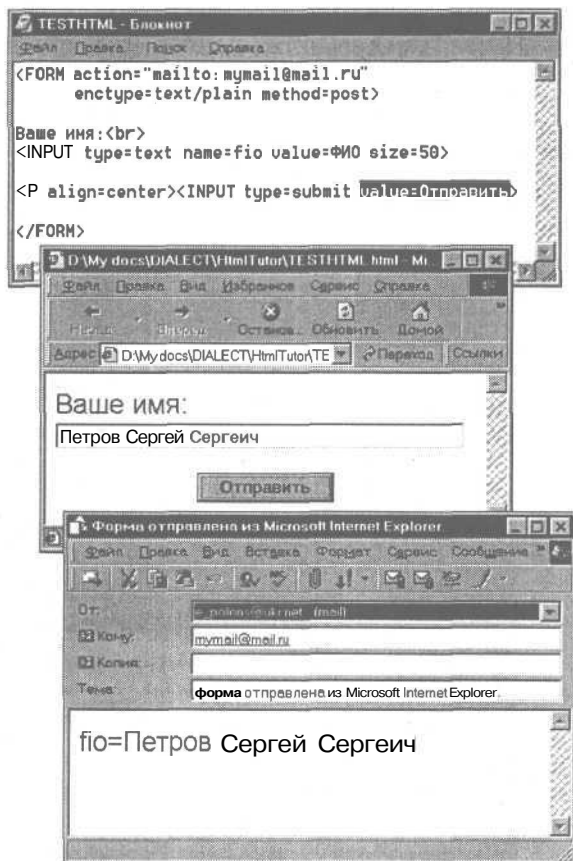 TESTHTML - Блокнот
Файл Правка Поиск Справка
<FORM action="mailto:mymail@mail.ru"
enctype=text/plain method=post>
Ваше имя:<br>
<INPUT type=text name=fio value=ФИО size=50>
<P align=center><INPUT type=submit value=Отправить>
</FORM>
D:\My docs\DIALECT\HtmlTutor\TESTHTML.html - Mi...
Файл Правка Вид Избранное Сервис Справка
Назад Вперед Останов... Обновить Домой
Адрес D:\My docs\DIALECT\HtmlTutor\TE Переход Ссылки
Ваше имя:
Петров Сергей Сергеич
Отправить
Форма отправлена из Microsoft Internet Explorer
Файл Правка Вид Вставка Формат Сервис Сообщение »
От: (mail)
Кому: mymail@mail.ru
Копия:
Тема: форма отправлена из Microsoft Internet Explorer.
fio=Петров Сергей Сергеич